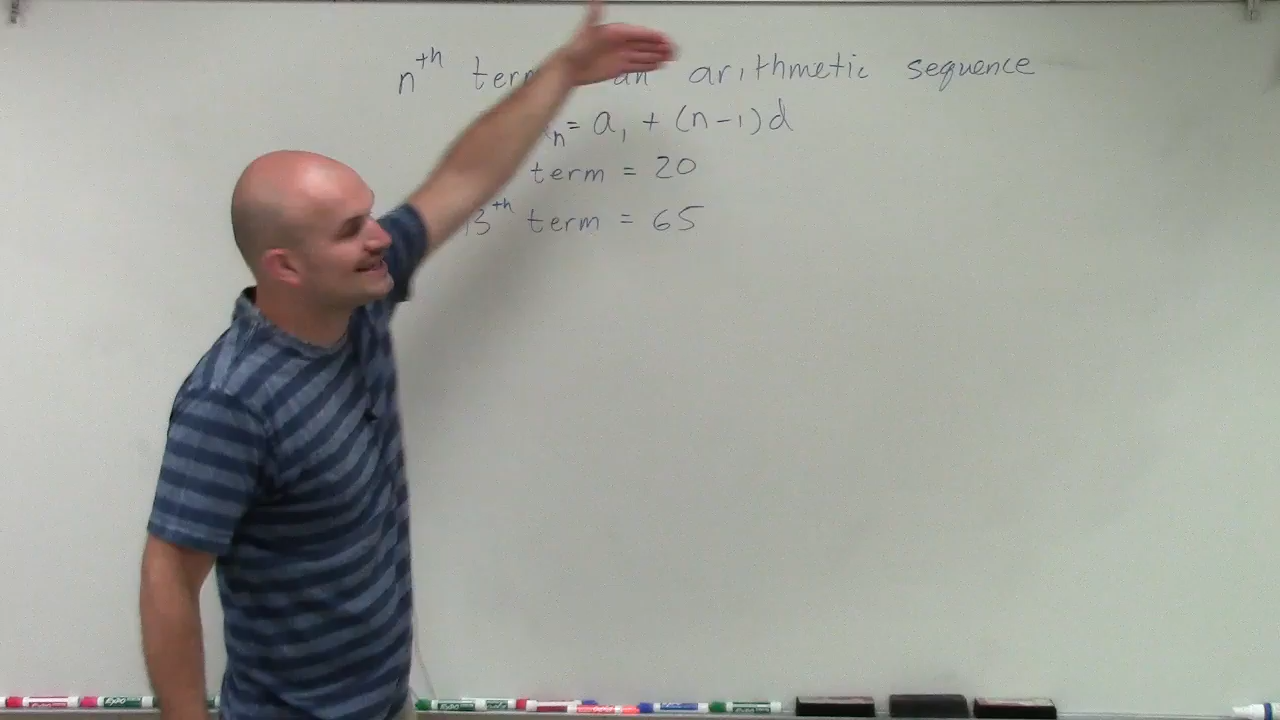 nth term an arithmetic sequence
n = a1 + (n-1)d
term = 20
13th term = 65